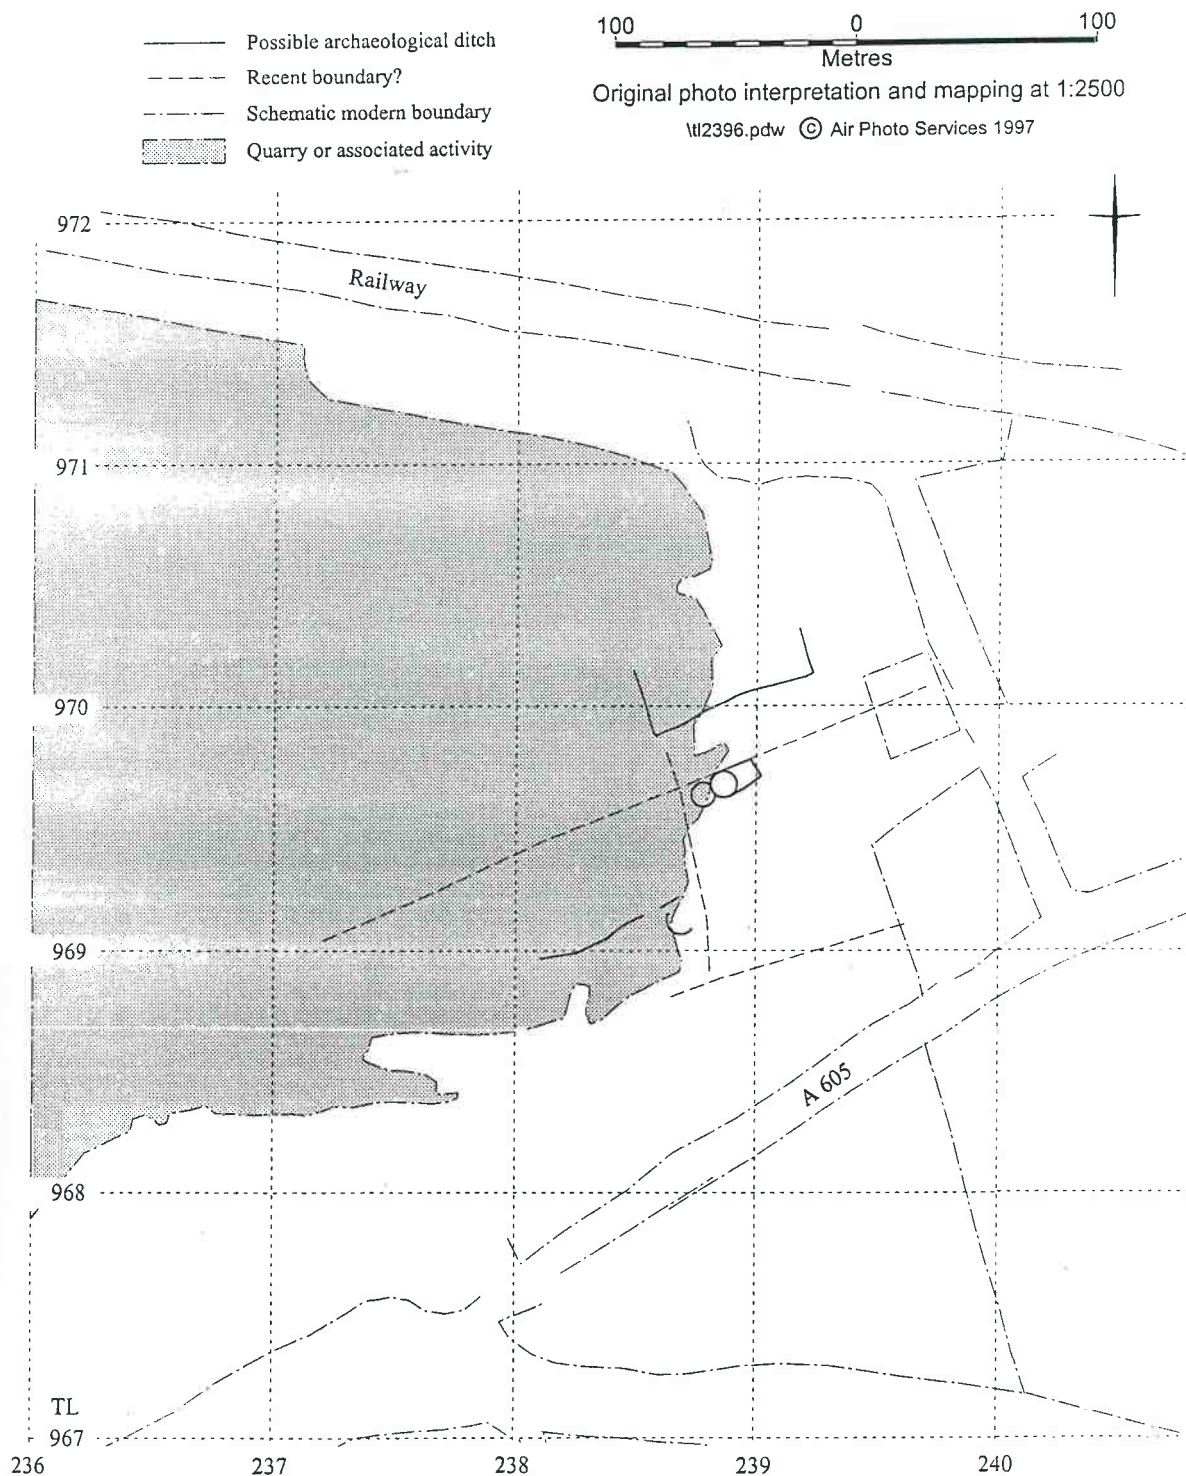 Possible archaeological ditch
Recent boundary?
Schematic modern boundary
Quarry or associated activity
100 0 100
Metres
Original photo interpretation and mapping at 1:2500
\tl2396.pdw © Air Photo Services 1997
972
Railway
971
970
969
A 605
968
TL
967
236 237 238 239 240